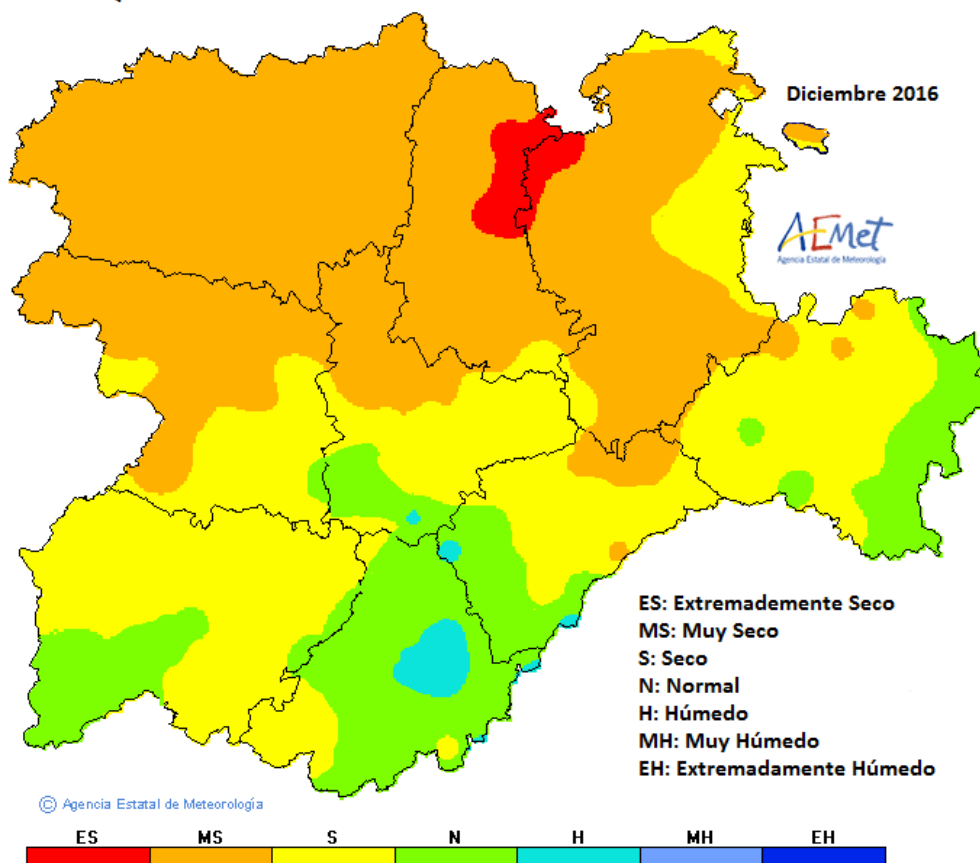 Diciembre 2016
AEMet
Agencia Estatal de Meteorología
ES: Extremademente Seco
MS: Muy Seco
S: Seco
N: Normal
H: Húmedo
MH: Muy Húmedo
EH: Extremadamente Húmedo
© Agencia Estatal de Meteorología
ES MS S N H MH EH